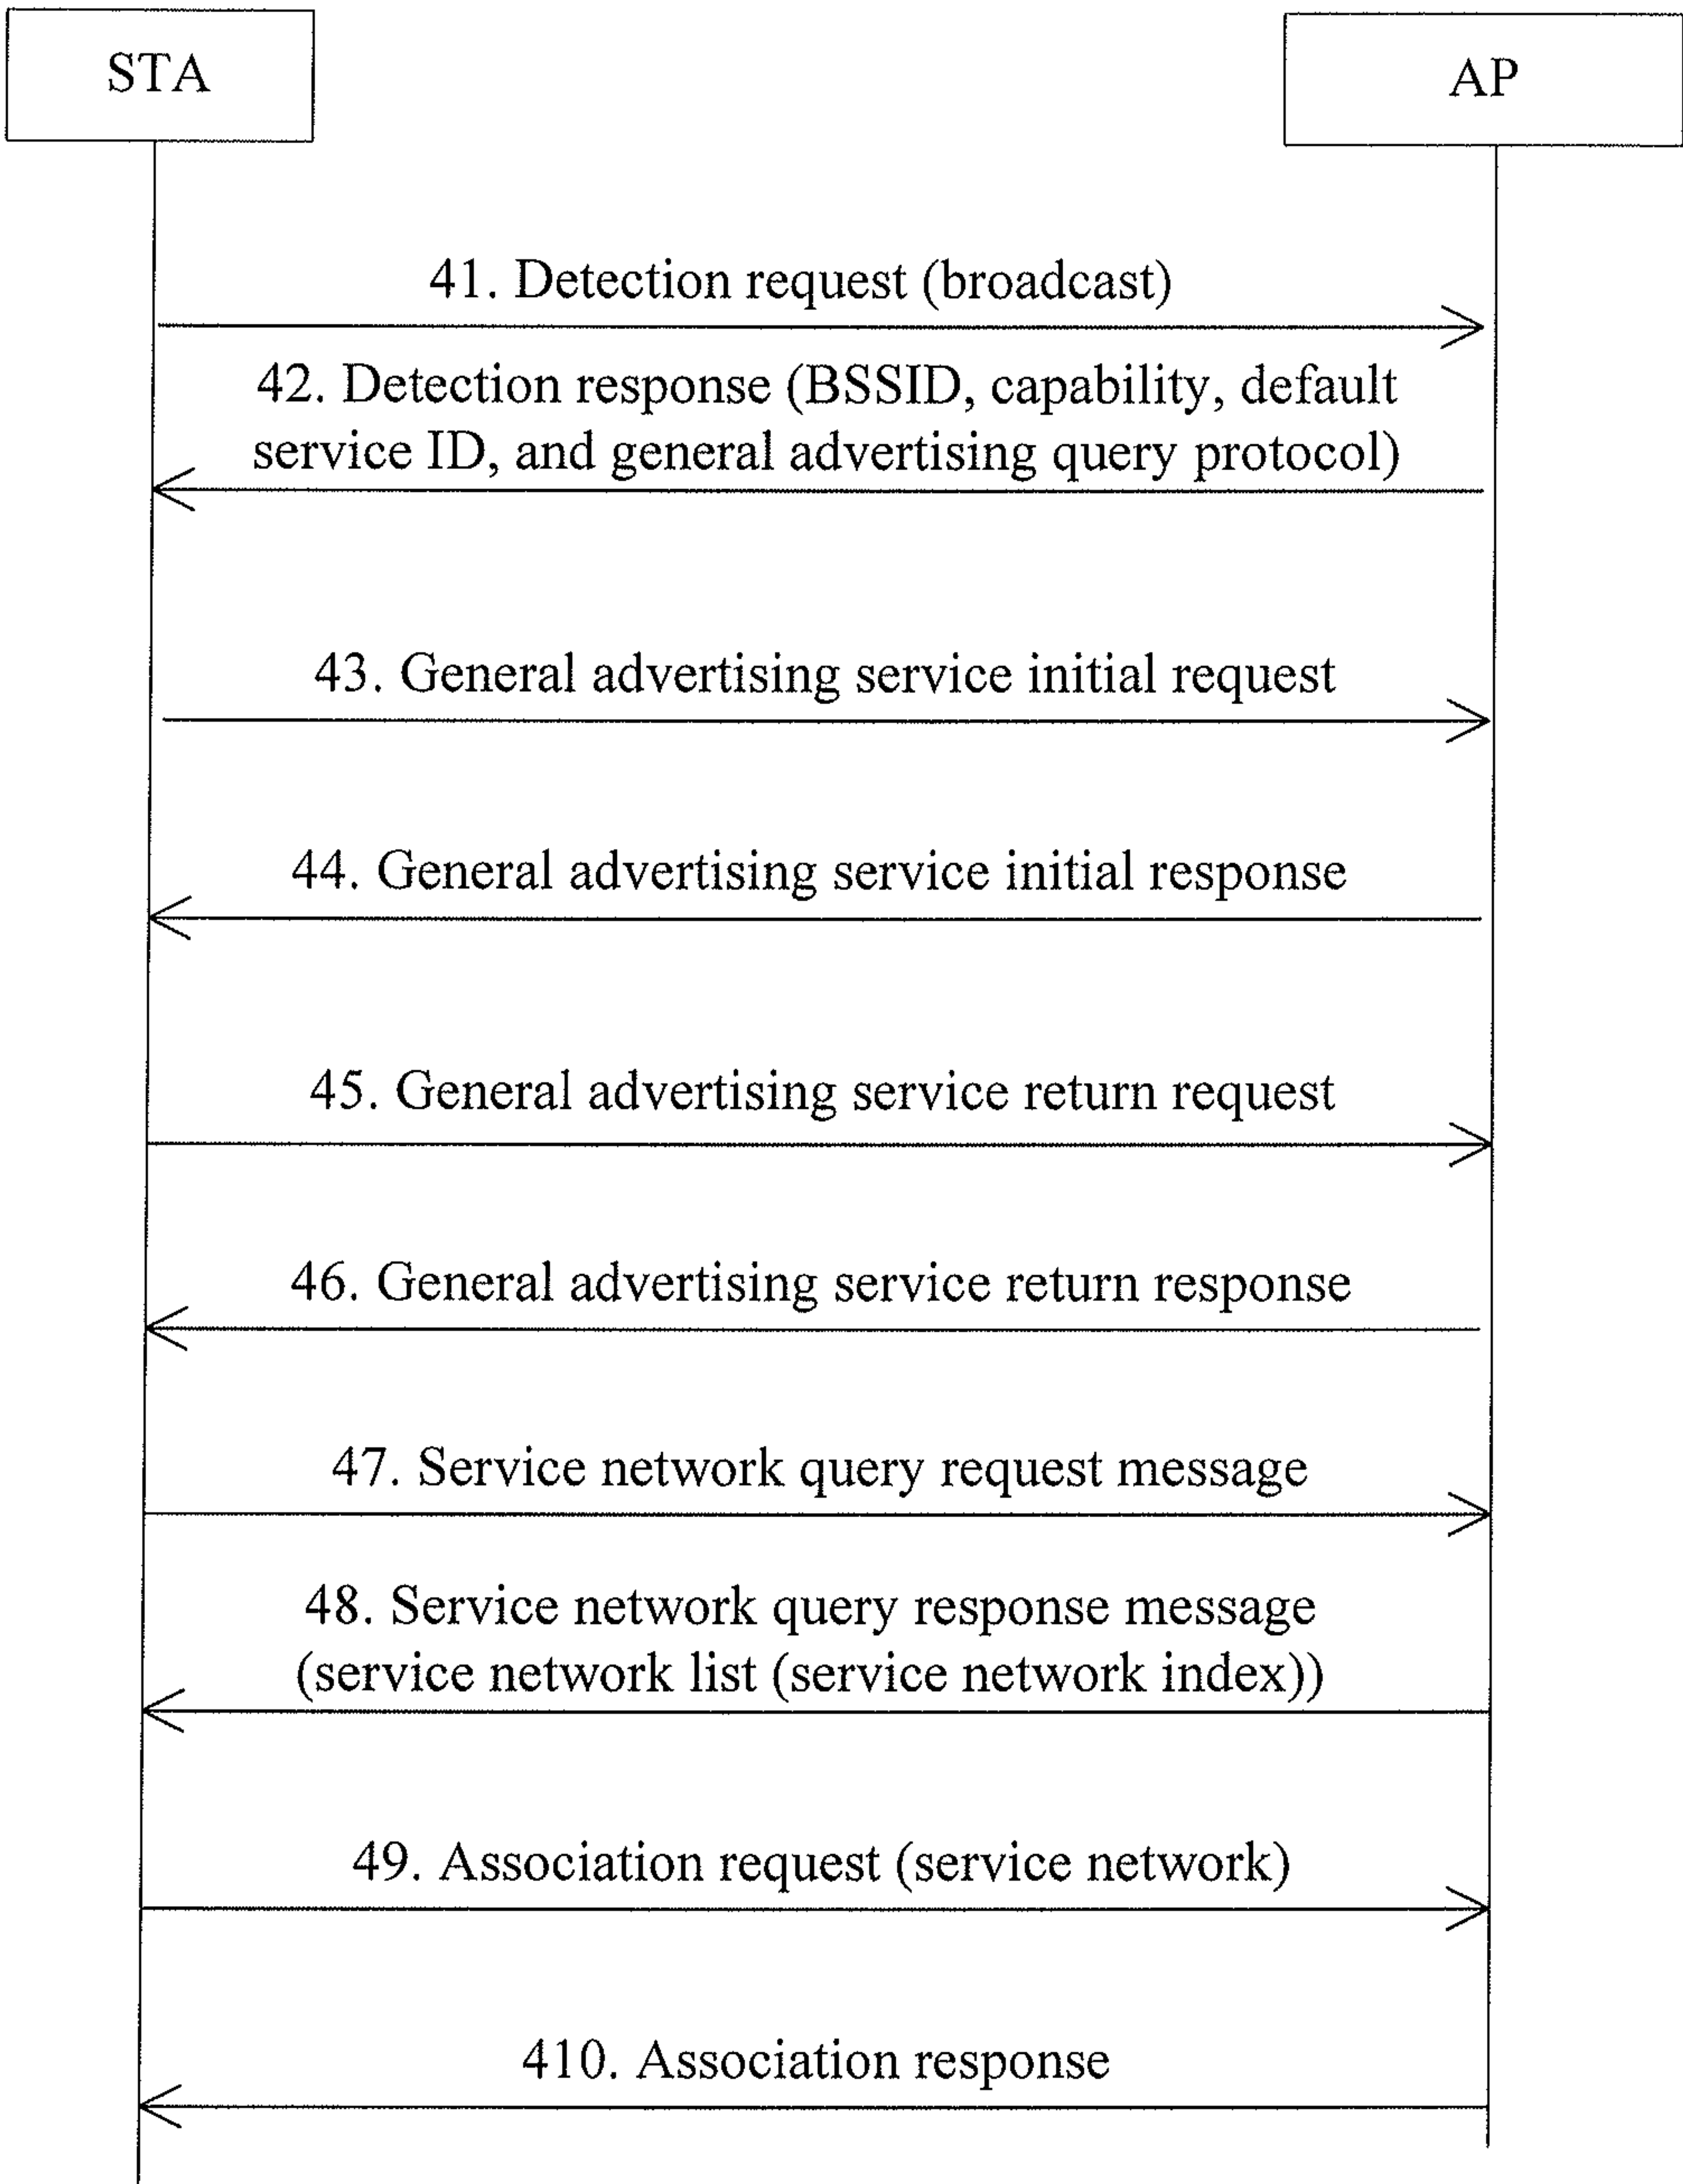 STA
AP
41. Detection request (broadcast)
42. Detection response (BSSID, capability, default
service ID, and general advertising query protocol)
43. General advertising service initial request
44. General advertising service initial response
45. General advertising service return request
46. General advertising service return response
47. Service network query request message
48. Service network query response message
(service network list (service network index))
49. Association request (service network)
410. Association response